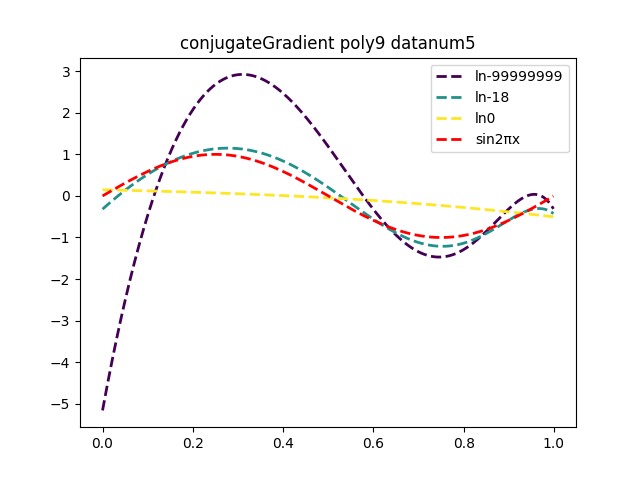 conjugateGradient poly9 datanum5
ln-99999999
ln-18
ln0
sin2πx
3
2
1
0
−1
−2
−3
−4
−5
0.0 0.2 0.4 0.6 0.8 1.0